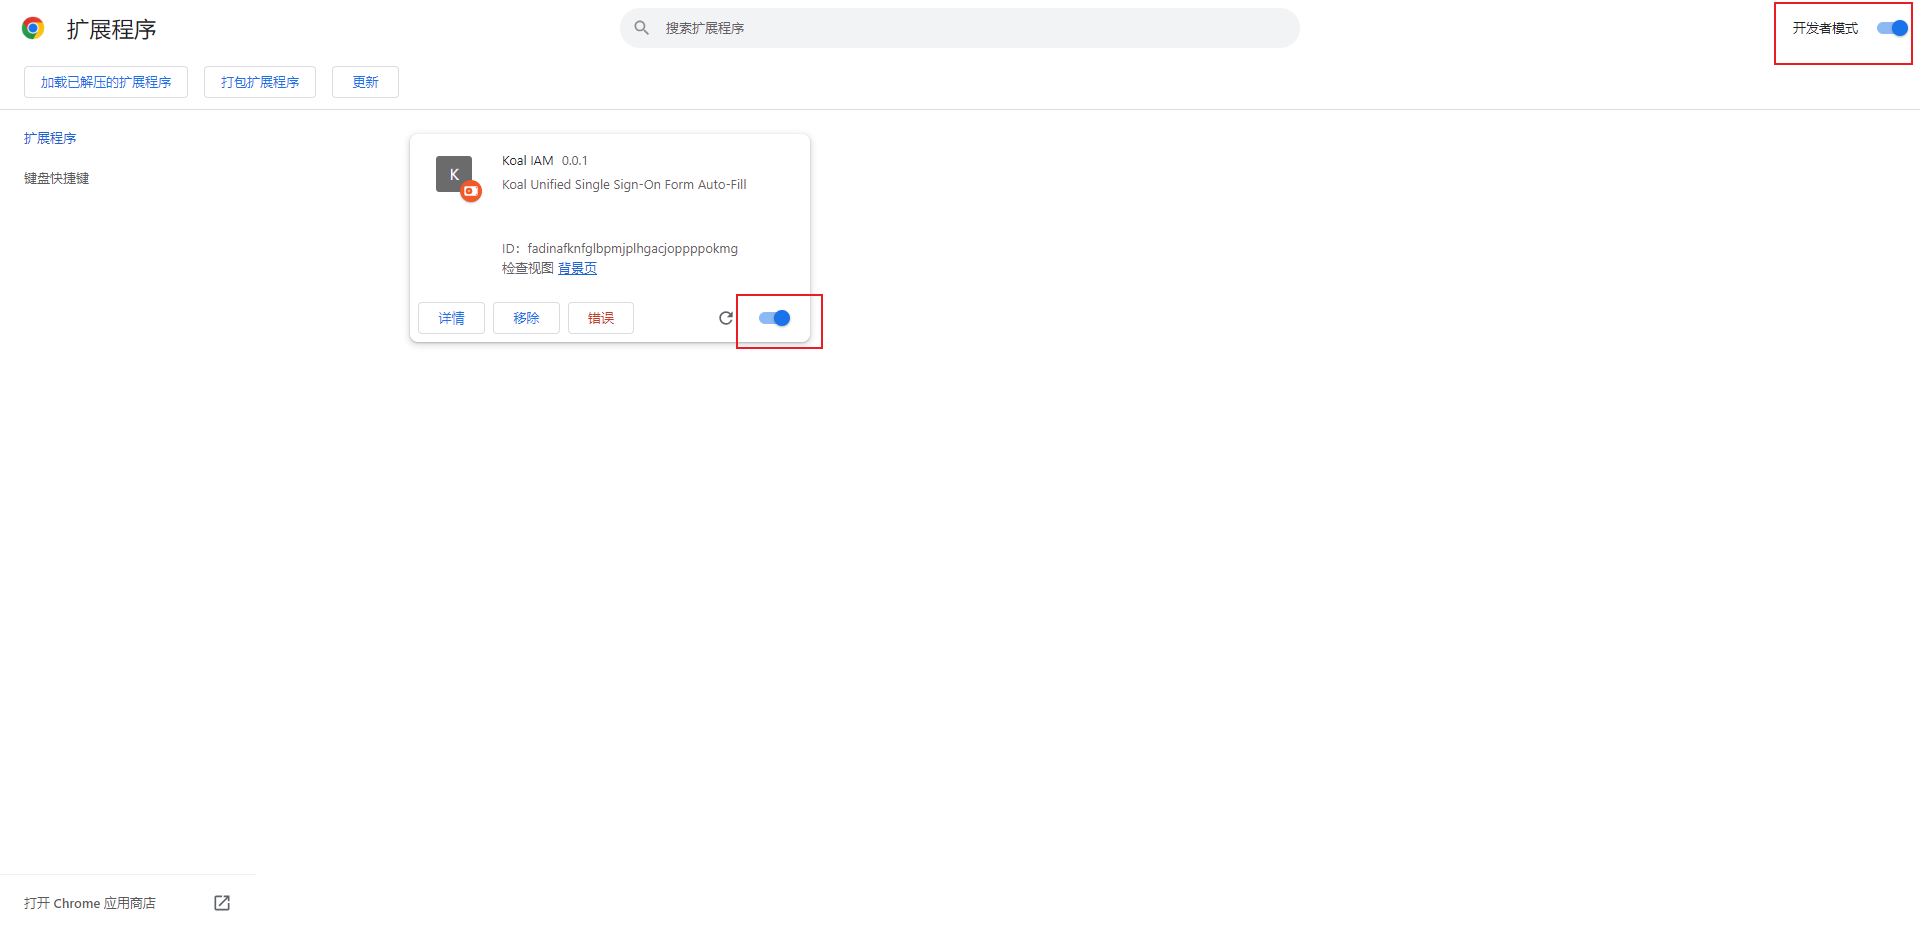 扩展程序
搜索扩展程序
开发者模式
加载已解压的扩展程序
打包扩展程序
更新
扩展程序
键盘快捷键
K
Koal IAM 0.0.1
Koal Unified Single Sign-On Form Auto-Fill
ID：fadinafknfglbpmjplhgacjoppppokmg
检查视图 背景页
详情
移除
错误
打开 Chrome 应用商店